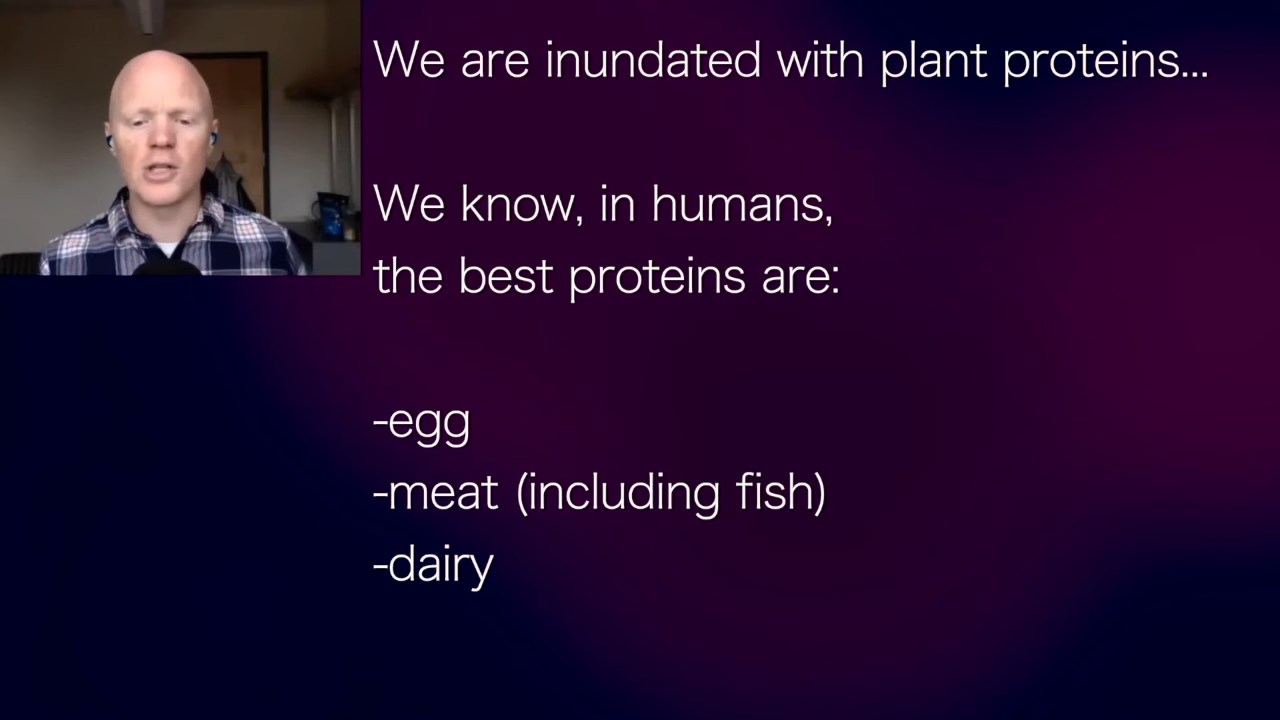 We are inundated with plant proteins...
We know, in humans,
the best proteins are:
-egg
-meat (including fish)
-dairy